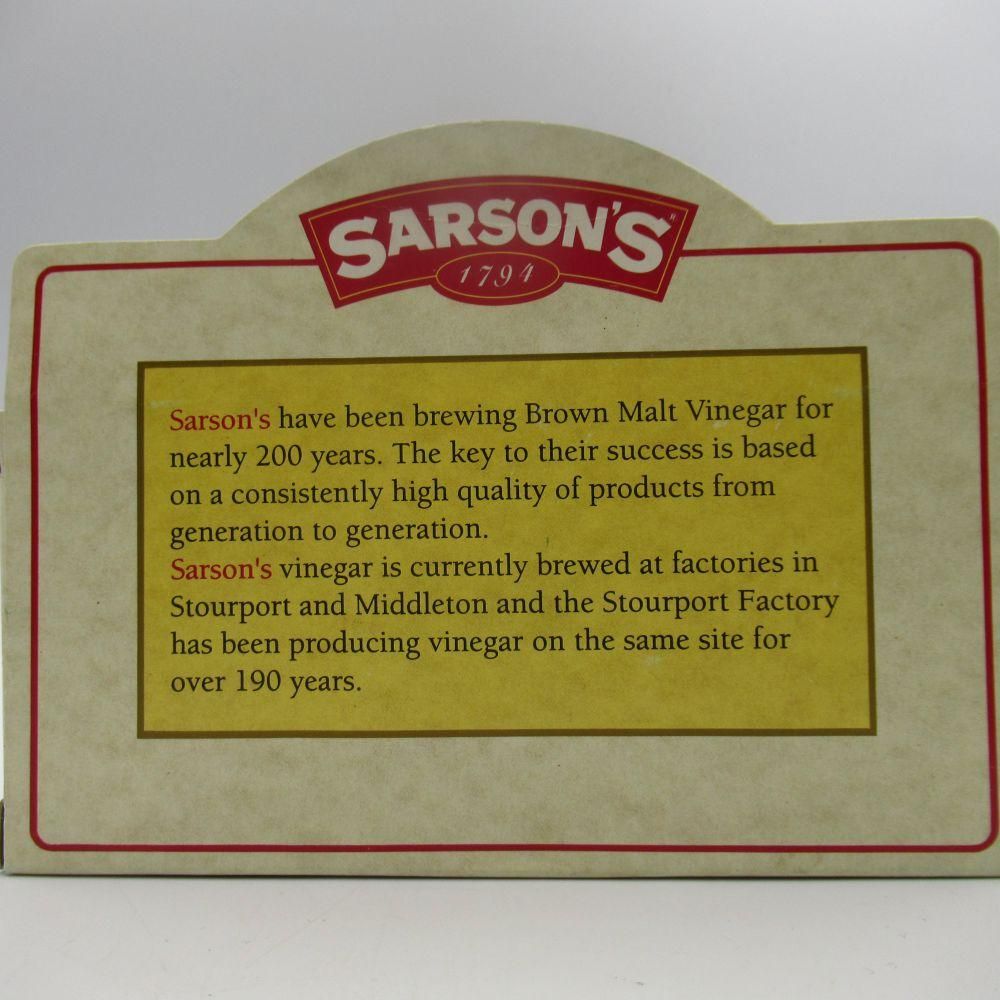 SARSON'S
1794
Sarson's have been brewing Brown Malt Vinegar for
nearly 200 years. The key to their success is based
on a consistently high quality of products from
generation to generation.
Sarson's vinegar is currently brewed at factories in
Stourport and Middleton and the Stourport Factory
has been producing vinegar on the same site for
over 190 years.